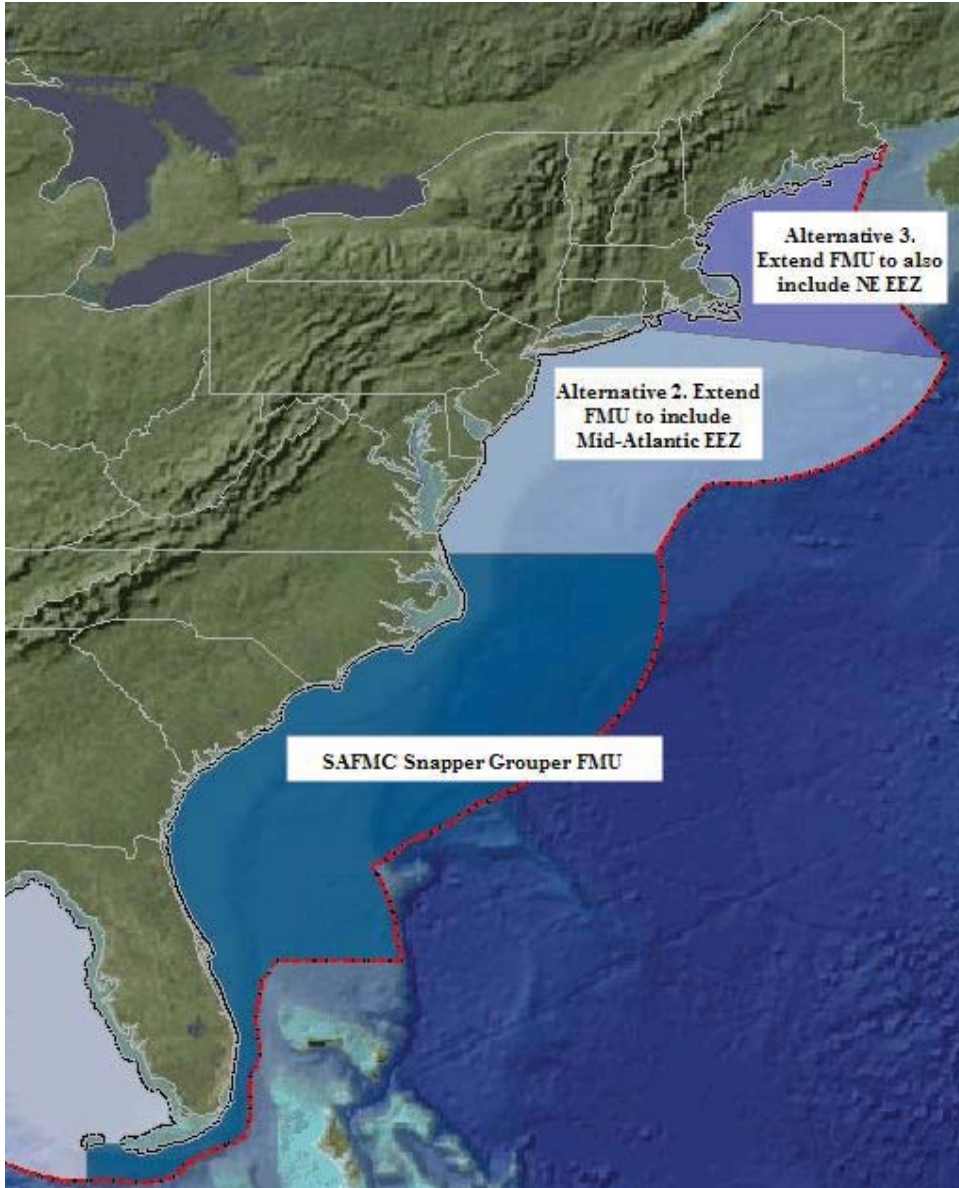 Alternative 3.
Extend FMU to also
include NE EEZ
Alternative 2. Extend
FMU to include
Mid-Atlantic EEZ
SAFMC Snapper Grouper FMU